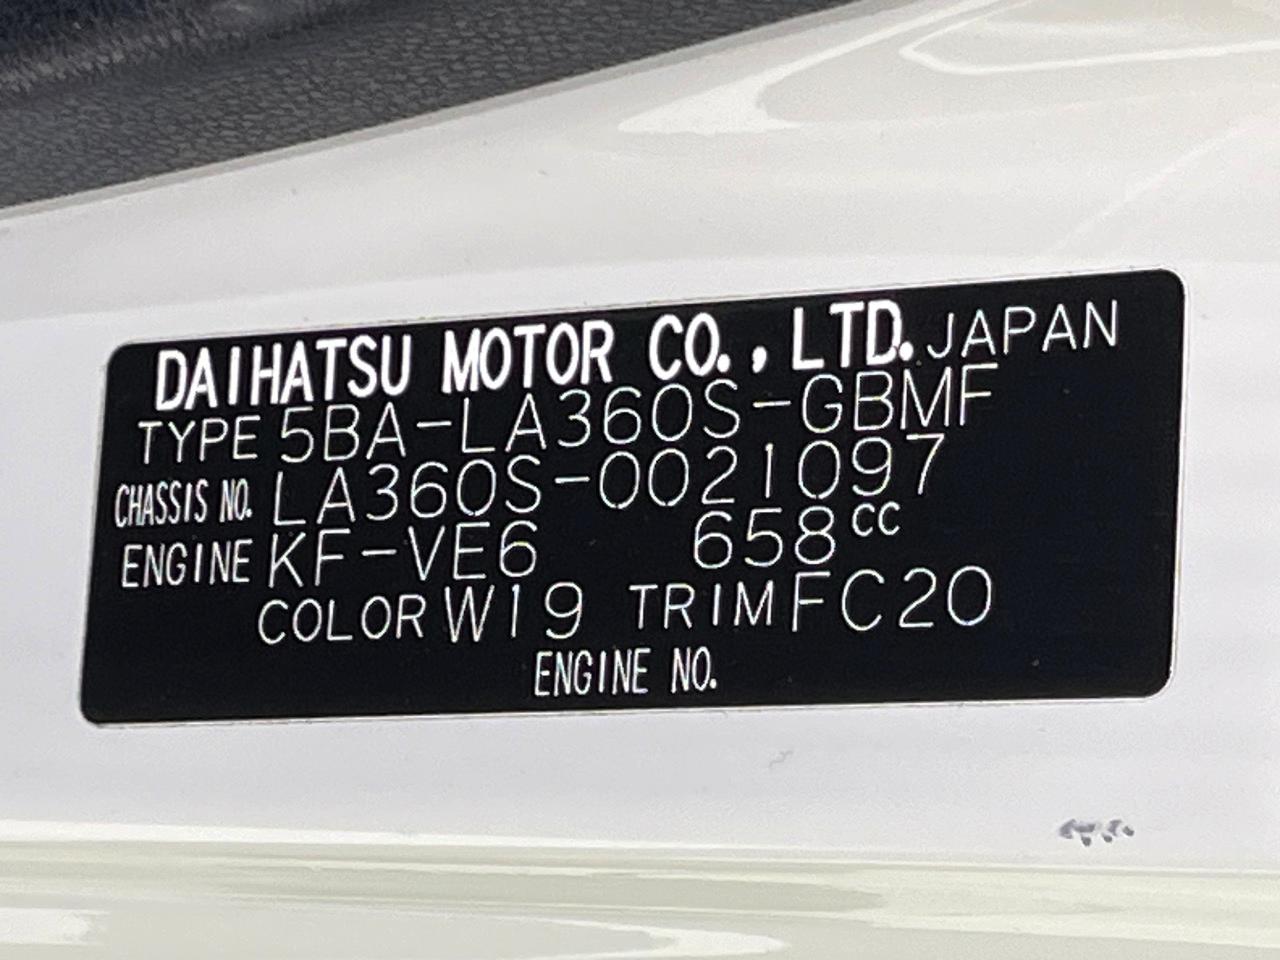 DAIHATSU MOTOR CO., LTD. JAPAN
TYPE 5BA-LA360S-GBMF
CHASSIS NO. LA360S-0021097
ENGINE KF-VE6 658cc
COLOR W19 TRIM FC20
ENGINE NO.